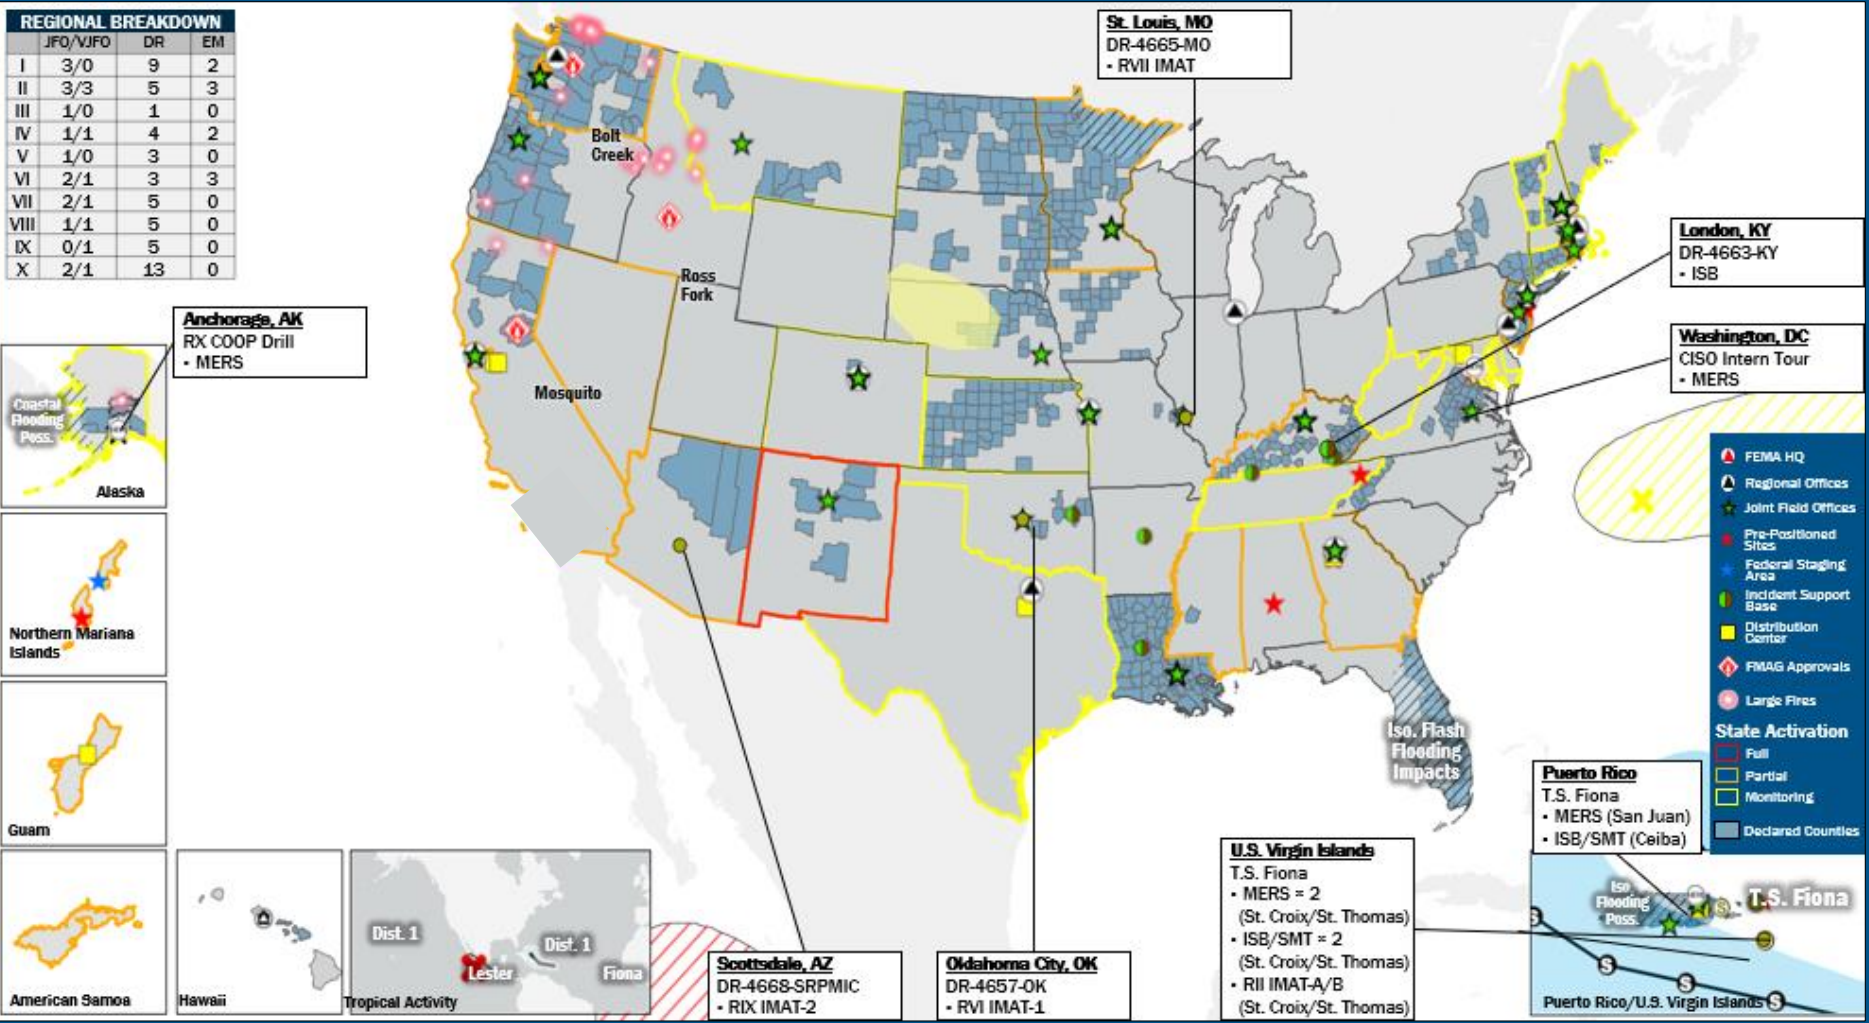 REGIONAL BREAKDOWN
JFO/VJFO DR EM
I 3/0 9 2
II 3/3 5 3
III 1/0 1 0
IV 1/1 4 2
V 1/0 3 0
VI 2/1 3 3
VII 2/1 5 0
VIII 1/1 5 0
IX 0/1 5 0
X 2/1 13 0
St. Louis, MO
DR-4665-MO
• RVII IMAT
Bolt
Creek
London, KY
DR-4663-KY
• ISB
Ross
Fork
Anchorage, AK
RX COOP Drill
• MERS
Washington, DC
CISO Intern Tour
• MERS
Mosquito
Coastal
Flooding
Poss.
Alaska
FEMA HQ
Regional Offices
Joint Field Offices
Pre-Positioned
Sites
Federal Staging
Area
Incident Support
Base
Distribution
Center
FMAG Approvals
Large Fires
State Activation
Full
Partial
Monitoring
Declared Counties
Northern Mariana
Islands
Guam
Iso. Flash
Flooding
Impacts
Puerto Rico
T.S. Fiona
• MERS (San Juan)
• ISB/SMT (Ceiba)
U.S. Virgin Islands
T.S. Fiona
• MERS = 2
(St. Croix/St. Thomas)
• ISB/SMT = 2
(St. Croix/St. Thomas)
• RII IMAT-A/B
(St. Croix/St. Thomas)
Iso
Flooding
Poss.
T.S. Fiona
S
S
S
S
S
Puerto Rico/U.S. Virgin Islands
American Samoa
Hawaii
Dist. 1
Dist. 1
Lester
Fiona
Tropical Activity
Scottsdale, AZ
DR-4668-SRPMIC
• RIX IMAT-2
Oklahoma City, OK
DR-4657-OK
• RVI IMAT-1